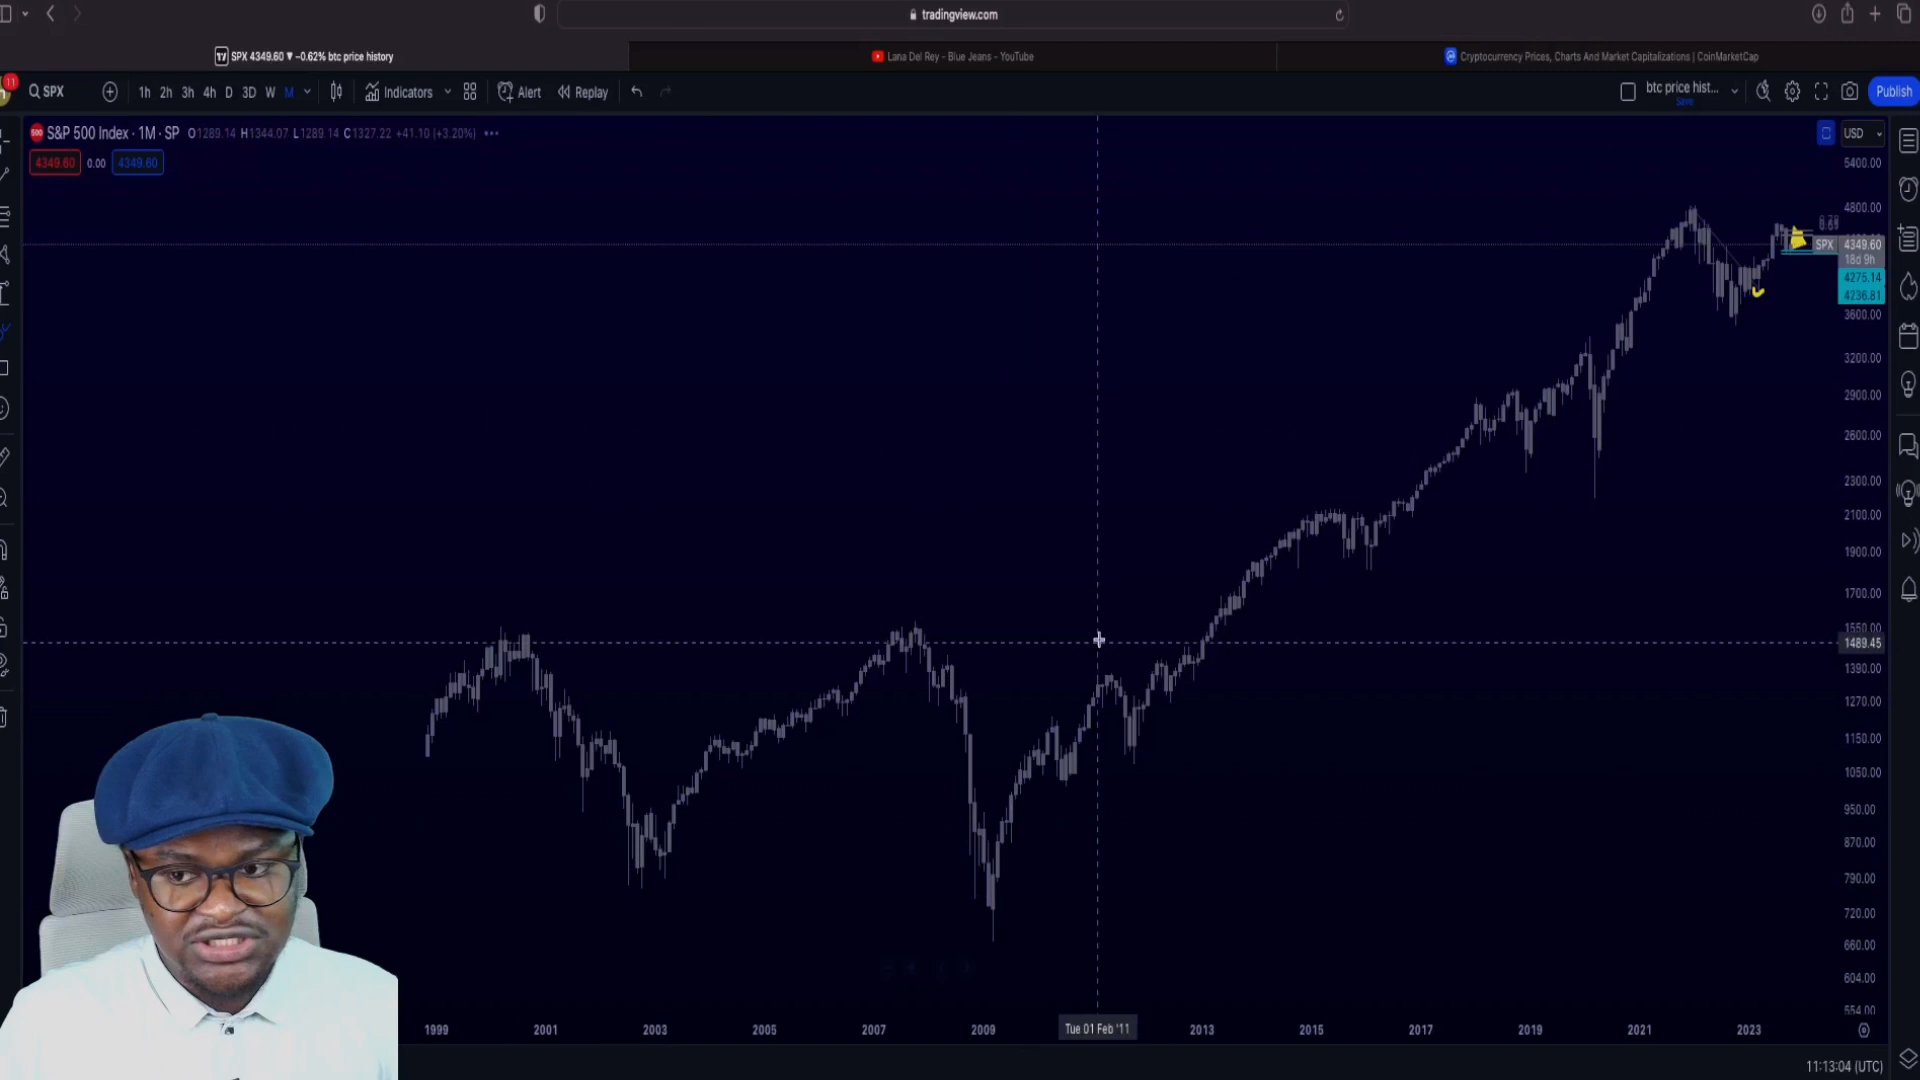 tradingview.com
SPX 4349.60 ▼ −0.62% btc price history
Lana Del Rey - Blue Jeans - YouTube
Cryptocurrency Prices, Charts And Market Capitalizations | CoinMarketCap
11
SPX
1h 2h 3h 4h D 3D W M
Indicators
Alert
Replay
btc price hist...
Save
Publish
500 S&P 500 Index · 1M · SP O1289.14 H1344.07 L1289.14 C1327.22 +41.10 (+3.20%)
USD
4349.60 0.00 4349.60
5400.00
4800.00
SPX 4349.60
18d 9h
4275.14
4236.81
3600.00
3200.00
2900.00
2600.00
2300.00
2100.00
1900.00
1700.00
1550.00
1489.45
1390.00
1270.00
1150.00
1050.00
950.00
870.00
790.00
720.00
660.00
604.00
554.00
1999 2001 2003 2005 2007 2009 Tue 01 Feb '11 2013 2015 2017 2019 2021 2023
11:13:04 (UTC)